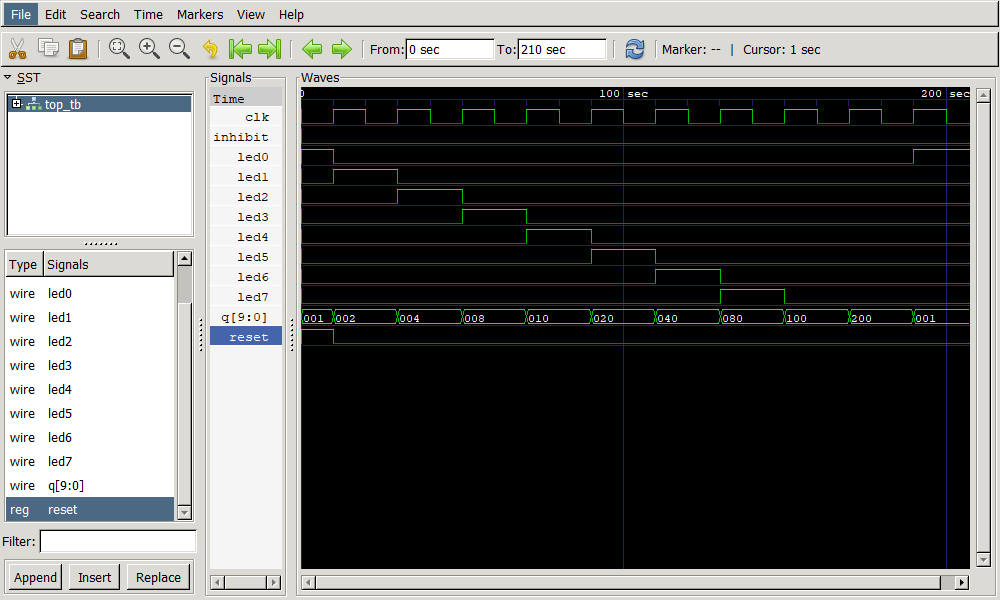 File Edit Search Time Markers View Help
From: 0 sec To: 210 sec Marker: -- | Cursor: 1 sec
SST
top_tb
Type Signals
wire led0
wire led1
wire led2
wire led3
wire led4
wire led5
wire led6
wire led7
wire q[9:0]
reg reset
Filter:
Append Insert Replace
Signals
Time
clk
inhibit
led0
led1
led2
led3
led4
led5
led6
led7
q[9:0]
reset
Waves
100 sec 200 sec
001 002 004 008 010 020 040 080 100 200 001